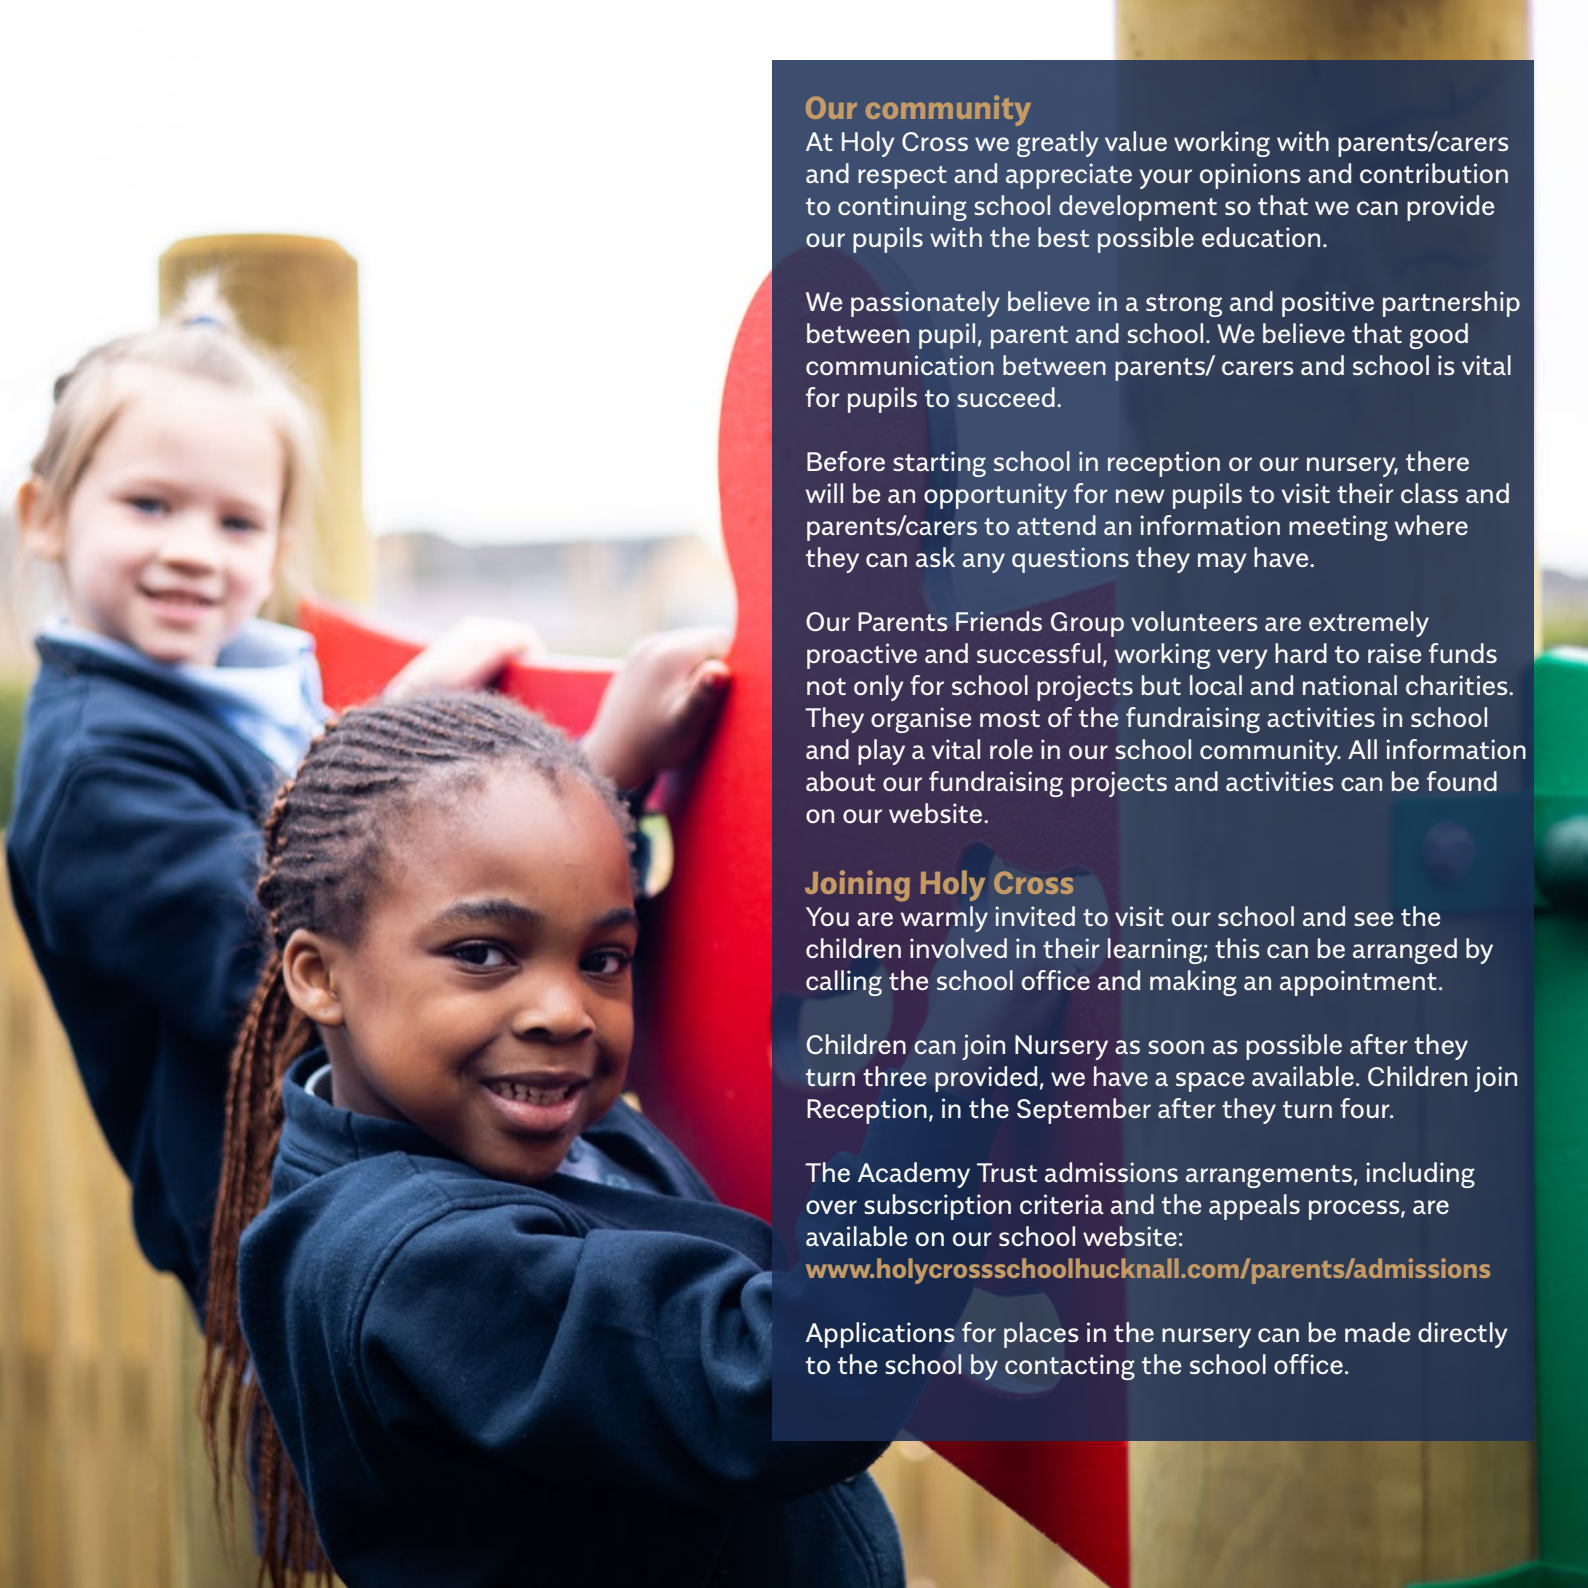 Our community
At Holy Cross we greatly value working with parents/carers
and respect and appreciate your opinions and contribution
to continuing school development so that we can provide
our pupils with the best possible education.
We passionately believe in a strong and positive partnership
between pupil, parent and school. We believe that good
communication between parents/ carers and school is vital
for pupils to succeed.
Before starting school in reception or our nursery, there
will be an opportunity for new pupils to visit their class and
parents/carers to attend an information meeting where
they can ask any questions they may have.
Our Parents Friends Group volunteers are extremely
proactive and successful, working very hard to raise funds
not only for school projects but local and national charities.
They organise most of the fundraising activities in school
and play a vital role in our school community. All information
about our fundraising projects and activities can be found
on our website.
Joining Holy Cross
You are warmly invited to visit our school and see the
children involved in their learning; this can be arranged by
calling the school office and making an appointment.
Children can join Nursery as soon as possible after they
turn three provided, we have a space available. Children join
Reception, in the September after they turn four.
The Academy Trust admissions arrangements, including
over subscription criteria and the appeals process, are
available on our school website:
www.holycrossschoolhucknall.com/parents/admissions
Applications for places in the nursery can be made directly
to the school by contacting the school office.